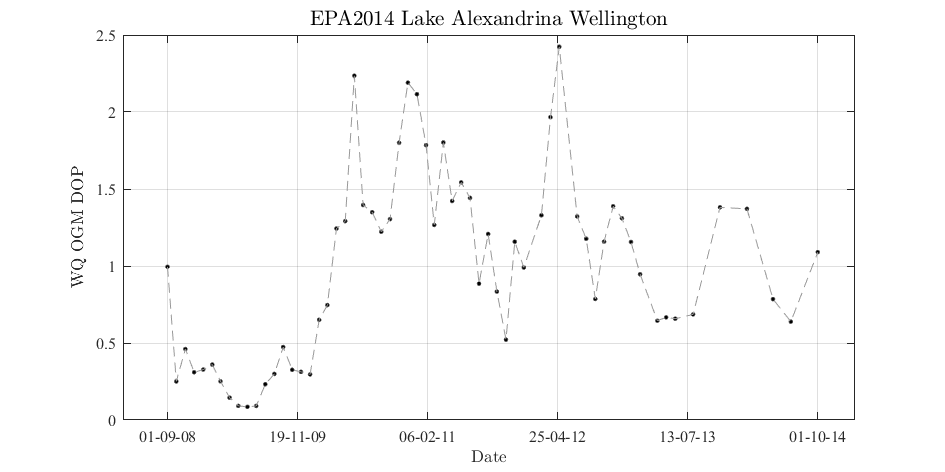 EPA2014 Lake Alexandrina Wellington
2.5
2
1.5
1
0.5
0
WQ OGM DOP
01-09-08 19-11-09 06-02-11 25-04-12 13-07-13 01-10-14
Date